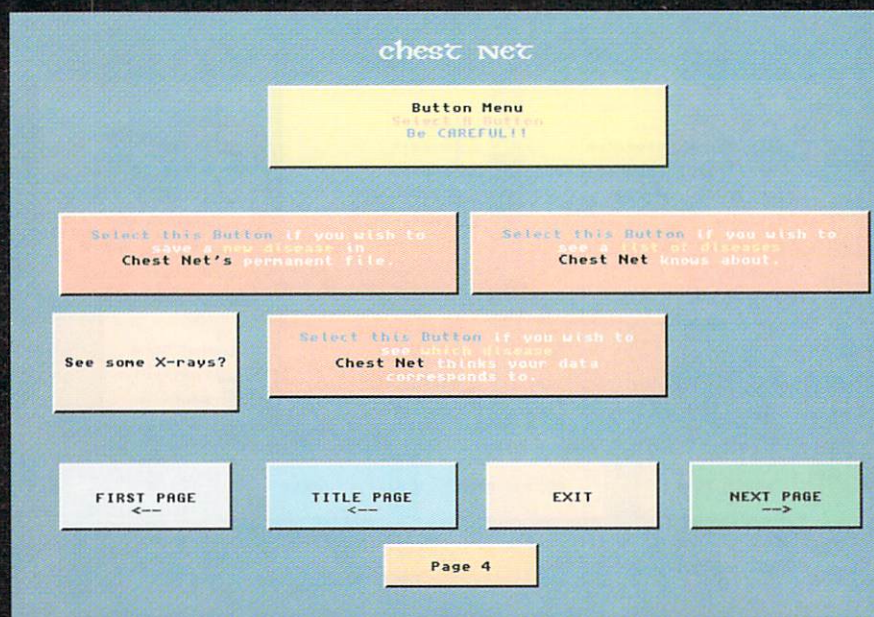 chest net
Button Menu
Select A Button
Be CAREFUL!!
Select this Button if you wish to
save a new disease in
Chest Net's permanent file.
Select this Button if you wish to
see a list of diseases
Chest Net knows about.
See some X-rays?
Select this Button if you wish to
see which disease
Chest Net thinks your data
corresponds to.
FIRST PAGE
<--
TITLE PAGE
<--
EXIT
NEXT PAGE
-->
Page 4